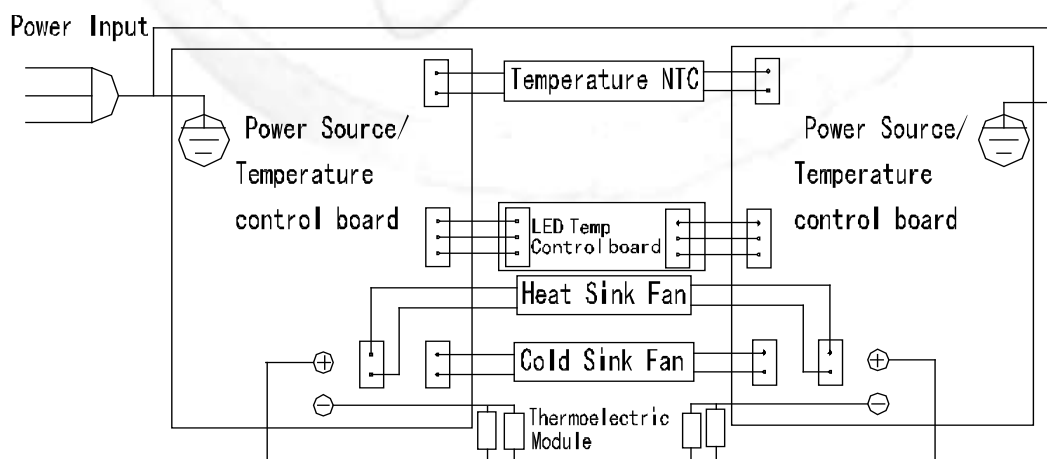 Power Input
Temperature NTC
Power Source/
Temperature
control board
Power Source/
Temperature
control board
LED Temp
Control board
Heat Sink Fan
Cold Sink Fan
Thermoelectric
Module